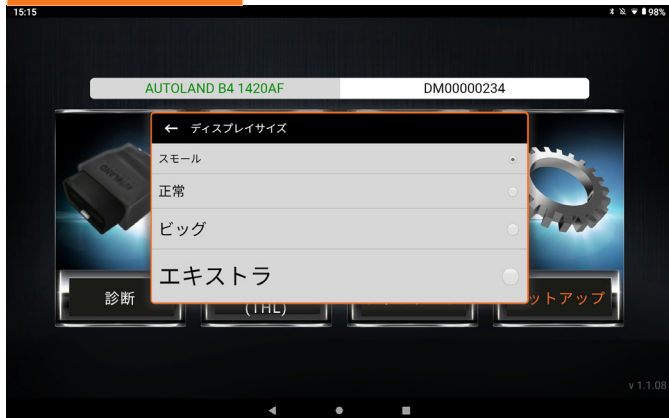 15:15
98%
AUTOLAND B4 1420AF
DM00000234
ディスプレイサイズ
スモール
正常
ビッグ
エキストラ
AUTOLAND
診断
(THL)
ットアップ
v 1.1.08